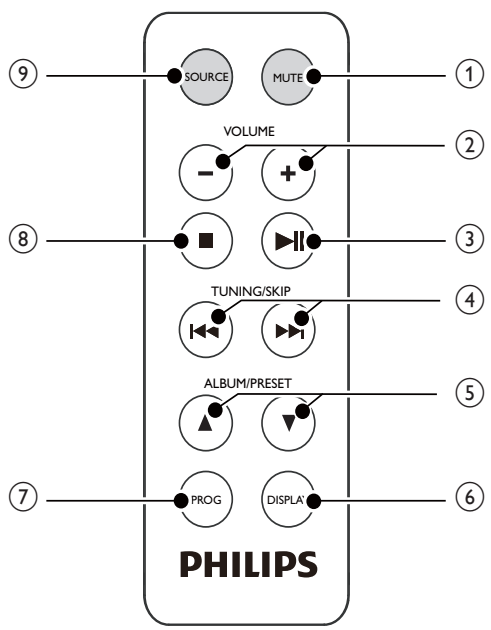 ⑨ SOURCE MUTE ①
VOLUME
②
− +
⑧ ③
TUNING/SKIP
④
ALBUM/PRESET
⑤
⑦ PROG DISPLA ⑥
PHILIPS